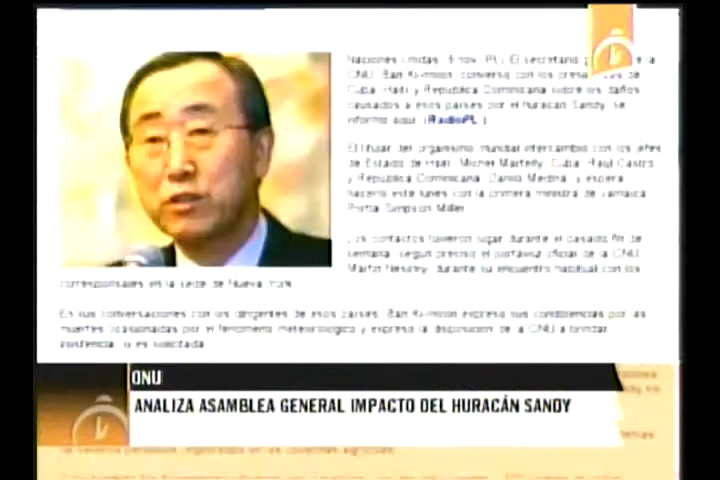 Naciones Unidas, 5 nov (PL) El secretario
ONU, Ban Ki-moon, conversó con los de
Cuba, Haití y República Dominicana sobre los daños
causados a esos países por el huracán Sandy, se
informó aquí. (RadioPL)
El titular del organismo mundial intercambió con los jefes
de Estado de Haití, Michel Martelly, Cuba, Raúl Castro,
y República Dominicana, Danilo Medina, y espera
hacerlo este lunes con la primera ministra de Jamaica
Portia Simpson Miller.
Los contactos tuvieron lugar durante el pasado fin de
semana, según precisó el portavoz oficial de la ONU,
Martin Nesirky, durante su encuentro habitual con los
corresponsales en la sede de Nueva York.
En sus conversaciones con los dirigentes de esos países, Ban Ki-moon expresó sus condolencias por las
muertes ocasionadas por el fenómeno meteorológico y expresó la disposición de la ONU a brindar
asistencia si es solicitada.
ONU
ANALIZA ASAMBLEA GENERAL IMPACTO DEL HURACÁN SANDY